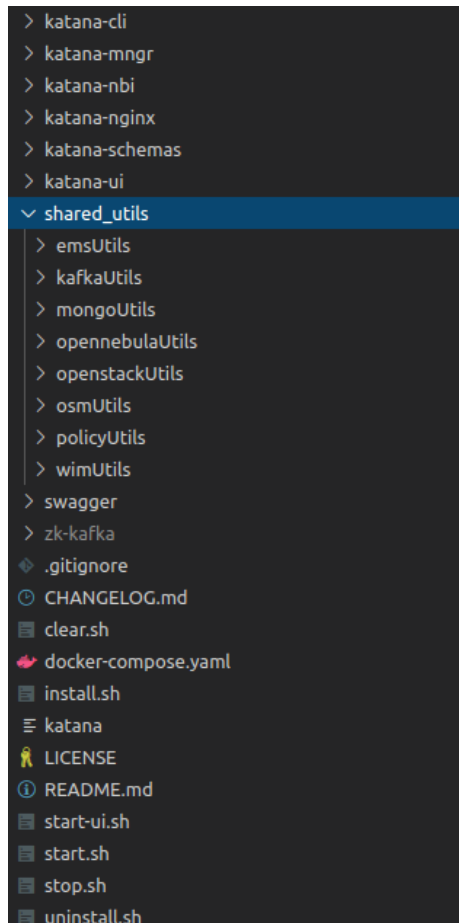 katana-cli
katana-mngr
katana-nbi
katana-nginx
katana-schemas
katana-ui
shared_utils
emsUtils
kafkaUtils
mongoUtils
opennebulaUtils
openstackUtils
osmUtils
policyUtils
wimUtils
swagger
zk-kafka
.gitignore
CHANGELOG.md
clear.sh
docker-compose.yaml
install.sh
katana
LICENSE
README.md
start-ui.sh
start.sh
stop.sh
uninstall.sh